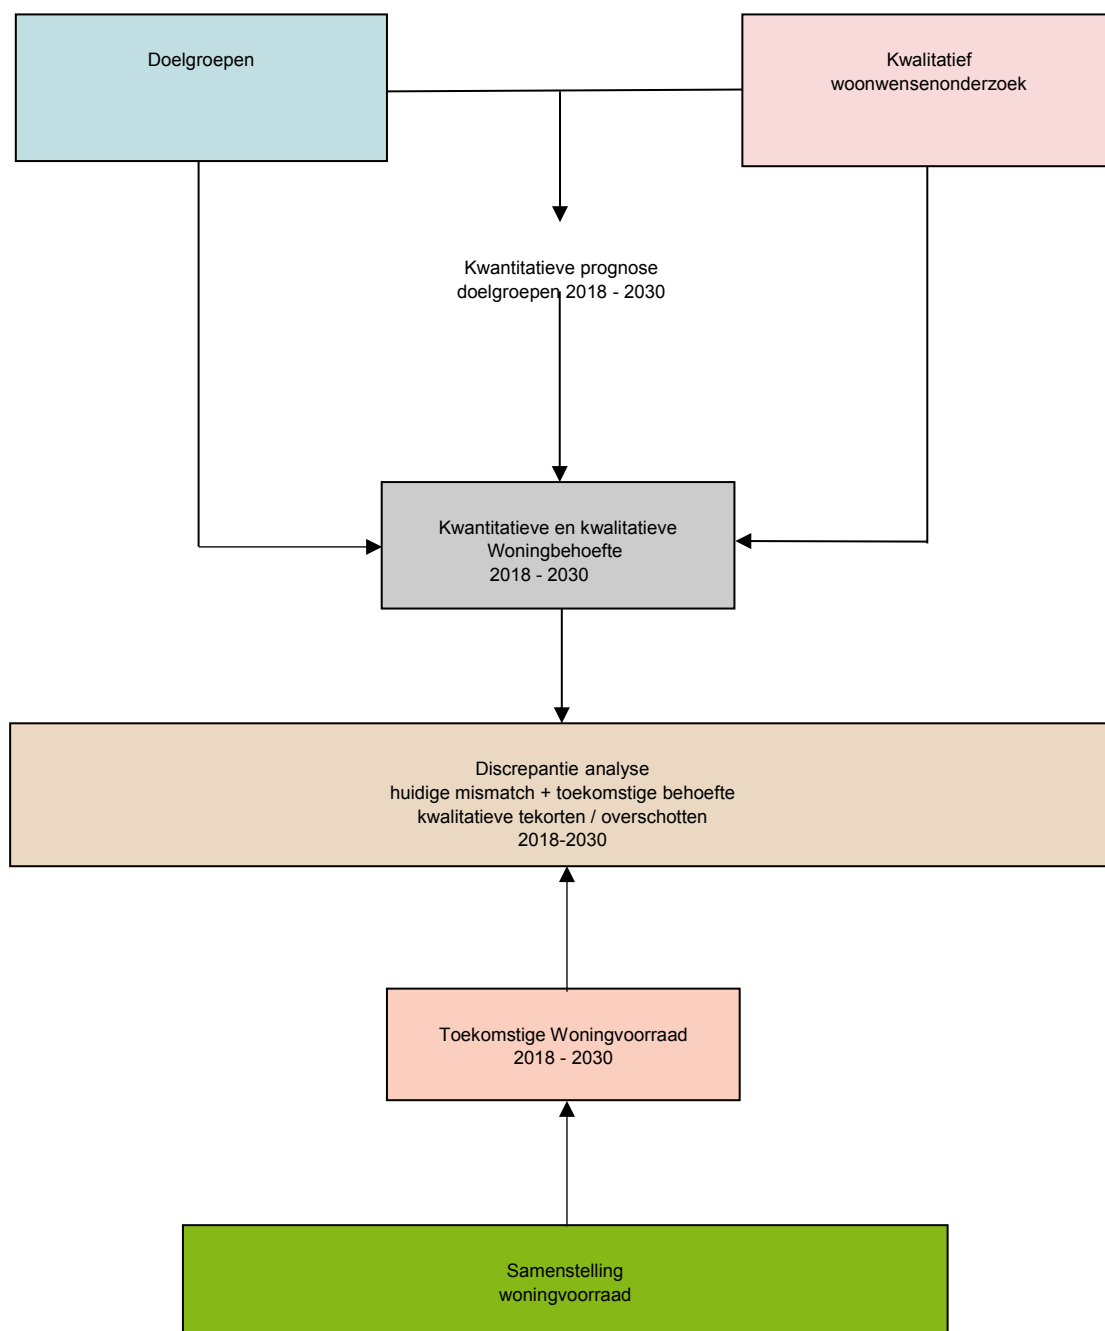 Doelgroepen
Kwalitatief
woonwensenonderzoek
Kwantitatieve prognose
doelgroepen 2018 - 2030
Kwantitatieve en kwalitatieve
Woningbehoefte
2018 - 2030
Discrepantie analyse
huidige mismatch + toekomstige behoefte
kwalitatieve tekorten / overschotten
2018-2030
Toekomstige Woningvoorraad
2018 - 2030
Samenstelling
woningvoorraad